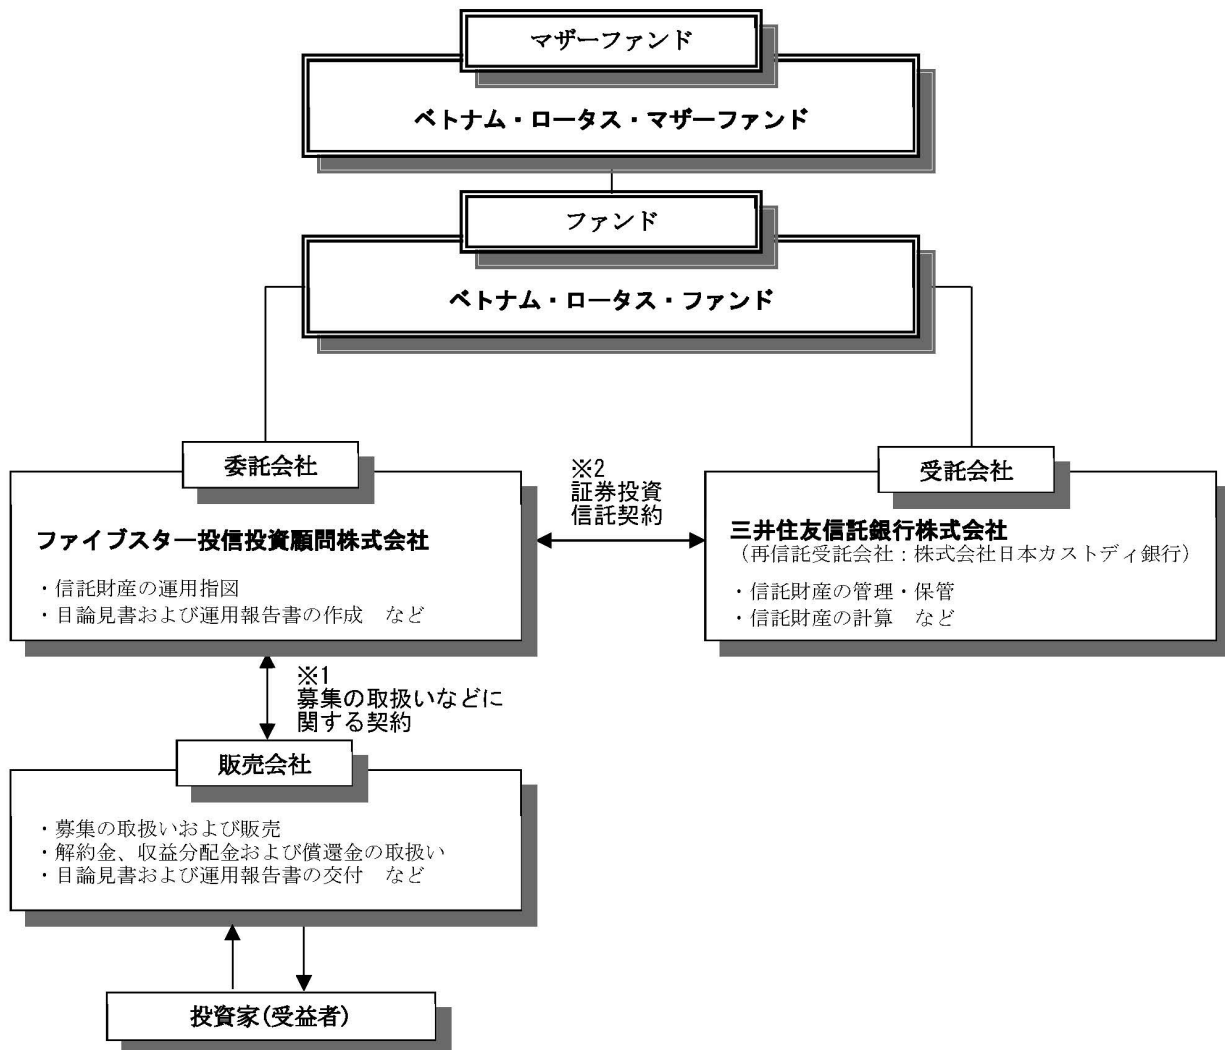 マザーファンド
ベトナム・ロータス・マザーファンド
ファンド
ベトナム・ロータス・ファンド
委託会社
ファイブスター投信投資顧問株式会社
・信託財産の運用指図
・目論見書および運用報告書の作成　など
※2
証券投資
信託契約
受託会社
三井住友信託銀行株式会社
(再信託受託会社：株式会社日本カストディ銀行)
・信託財産の管理・保管
・信託財産の計算　など
※1
募集の取扱いなどに
関する契約
販売会社
・募集の取扱いおよび販売
・解約金、収益分配金および償還金の取扱い
・目論見書および運用報告書の交付　など
投資家(受益者)